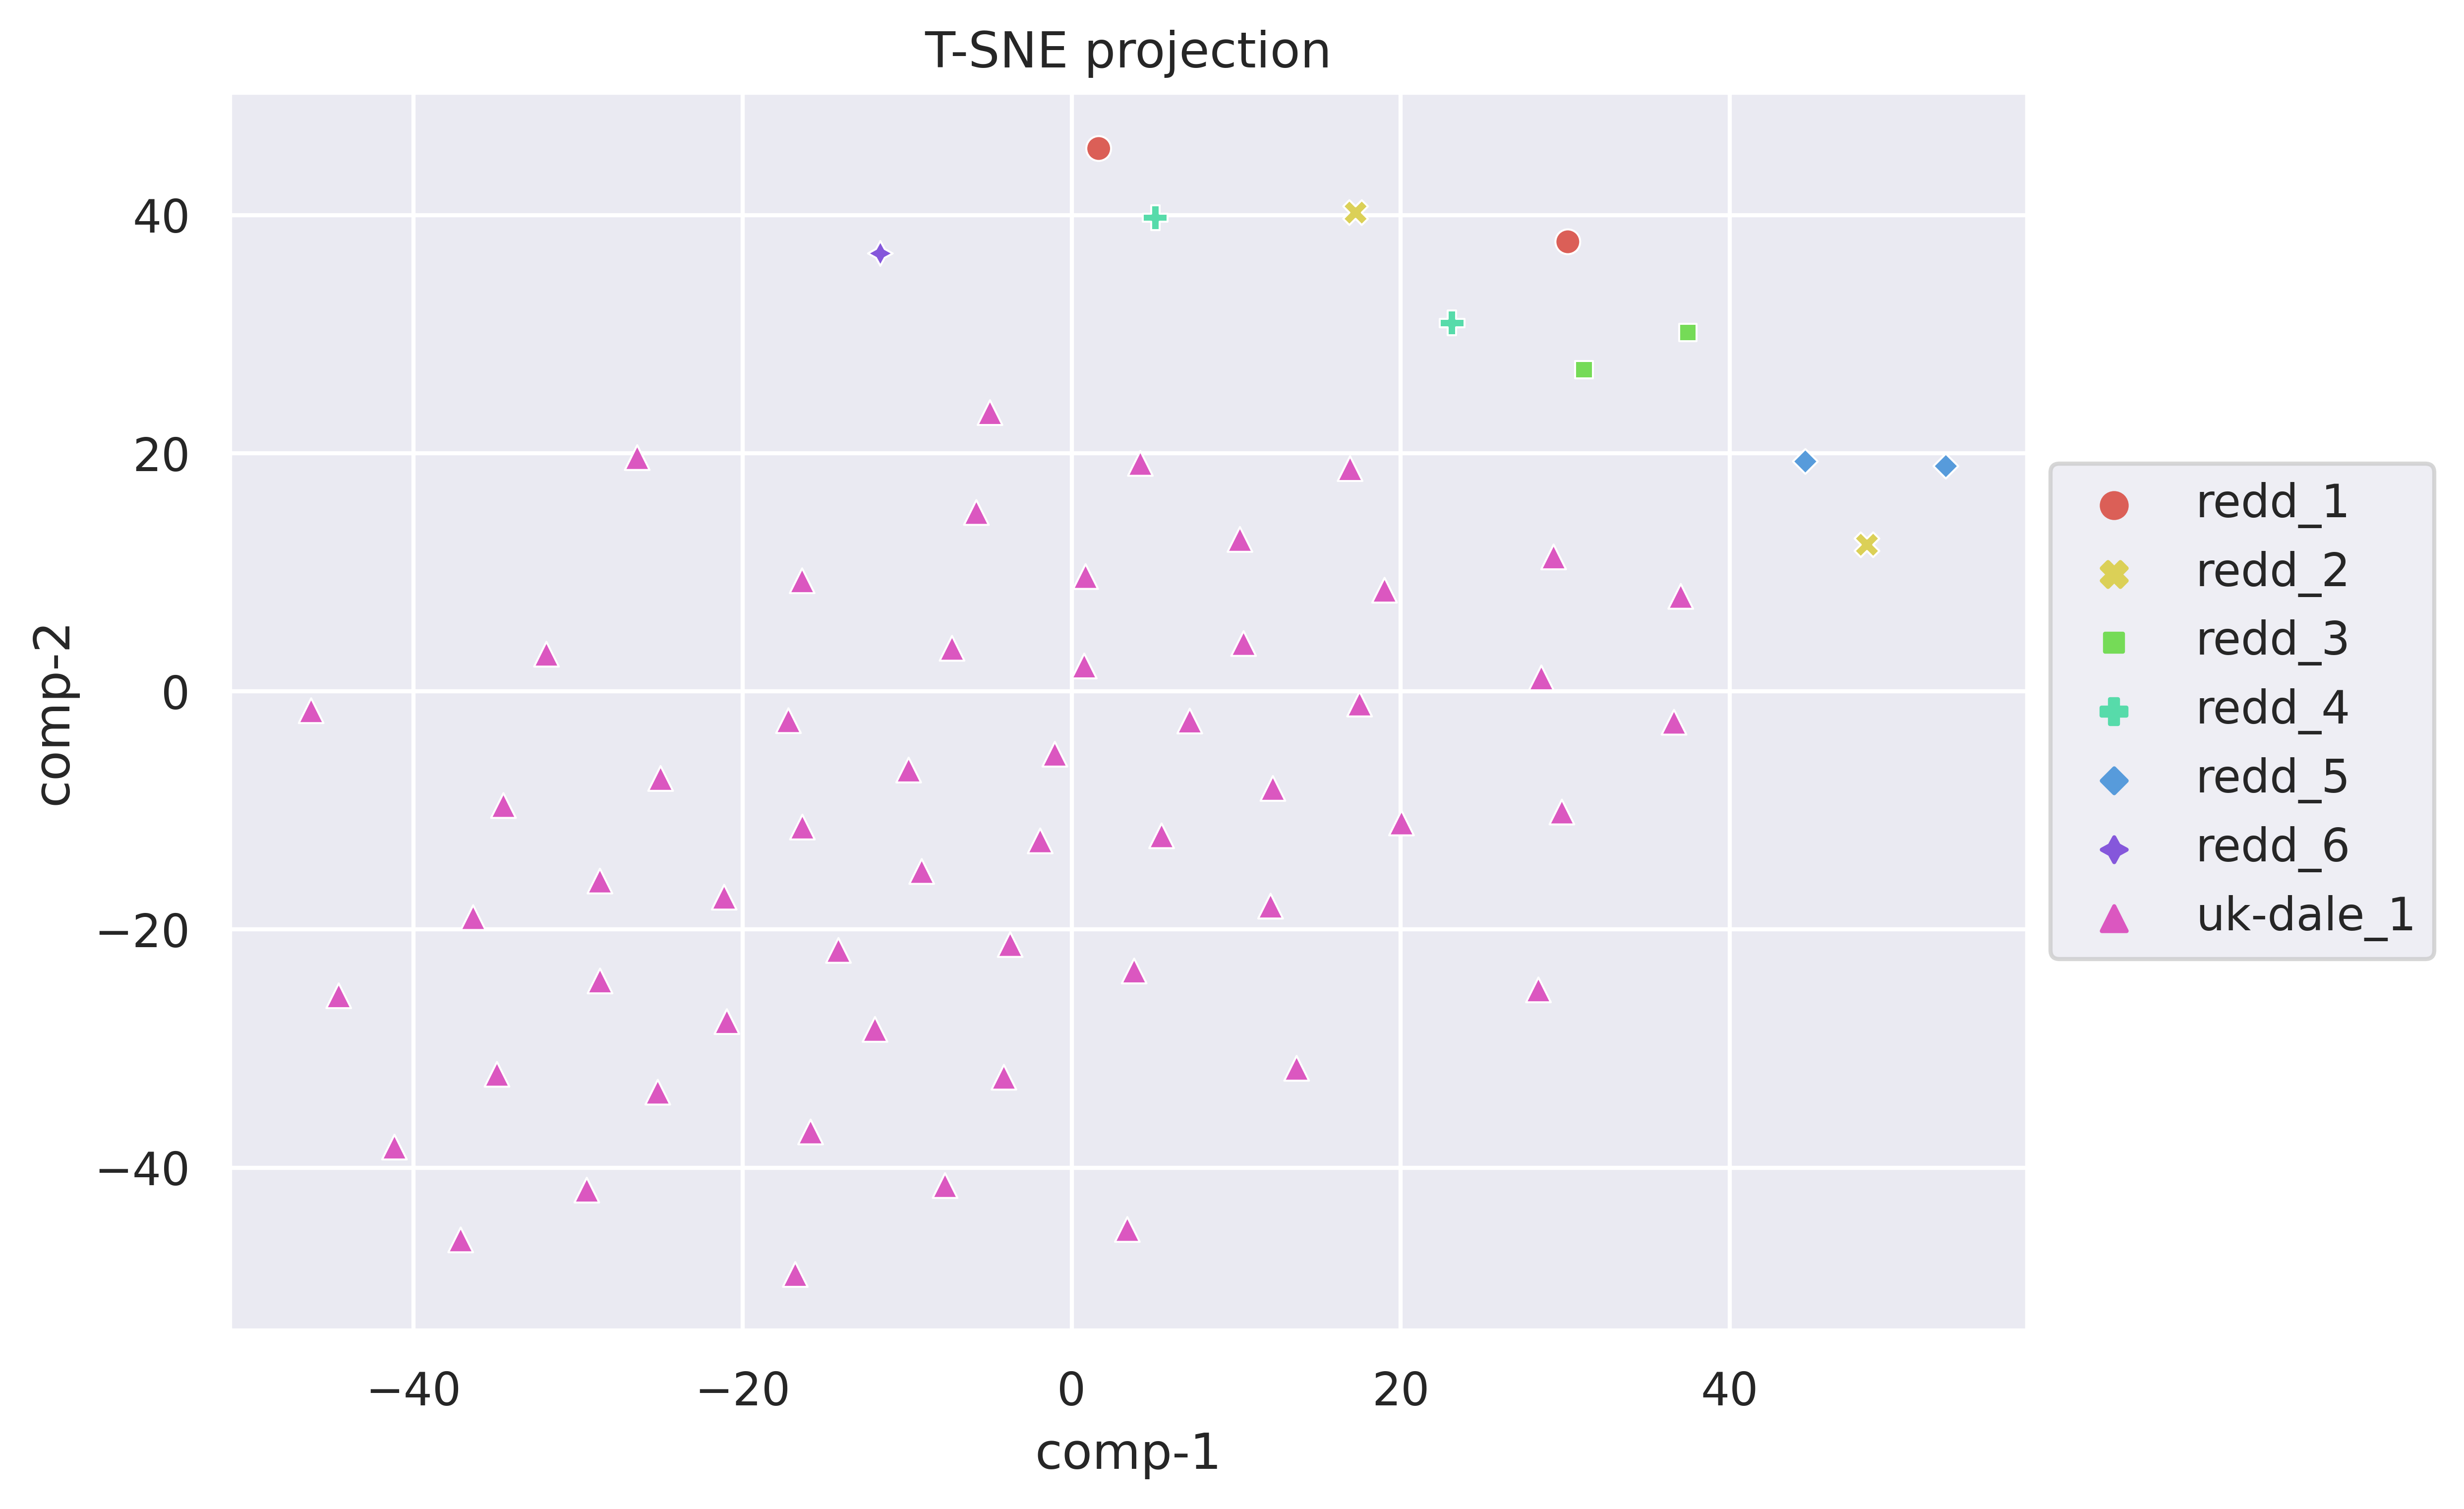 T-SNE projection
40
20
0
−20
−40
comp-2
−40
−20
0
20
40
comp-1
redd_1
redd_2
redd_3
redd_4
redd_5
redd_6
uk-dale_1